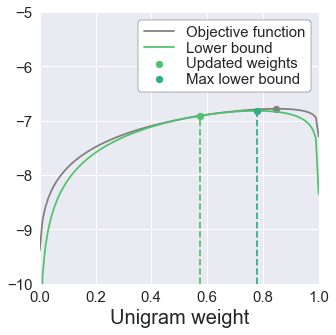 −5
−6
−7
−8
−9
−10
Objective function
Lower bound
Updated weights
Max lower bound
0.0 0.2 0.4 0.6 0.8 1.0
Unigram weight